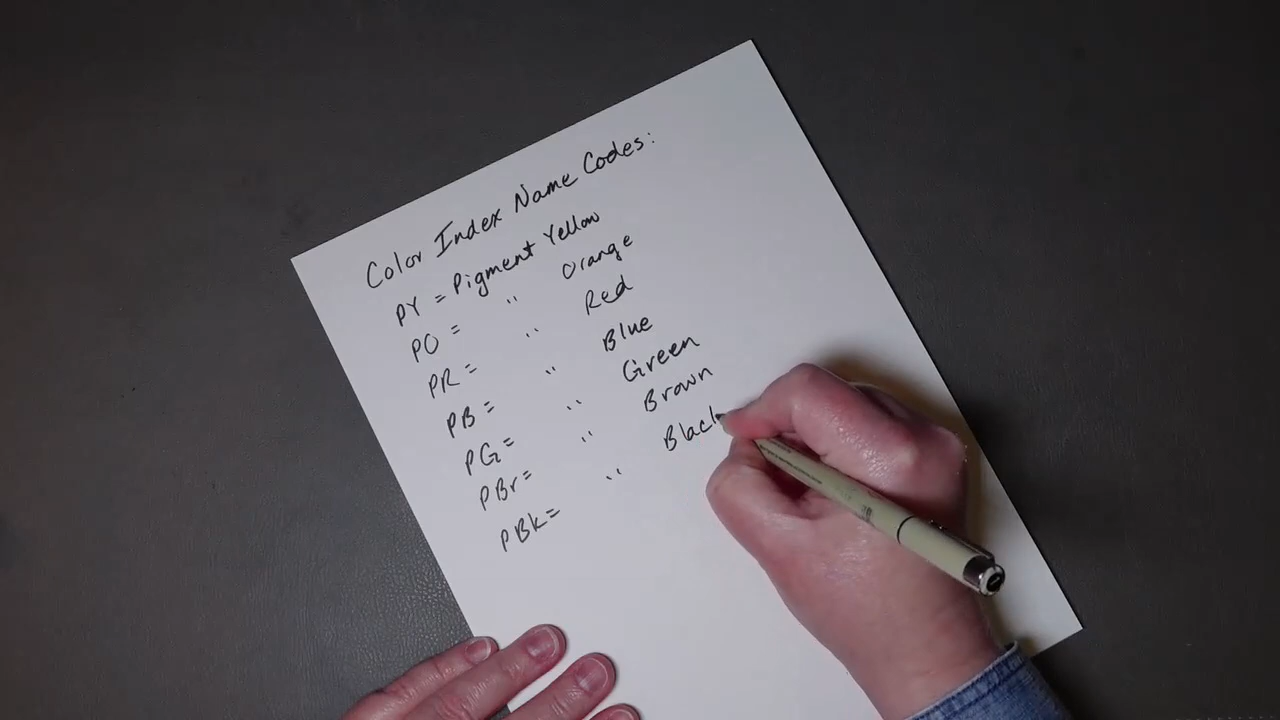 Color Index Name Codes:
PY = Pigment Yellow
PO = " Orange
PR = " Red
PB = " Blue
PG = " Green
PBr = " Brown
PBk = " Black